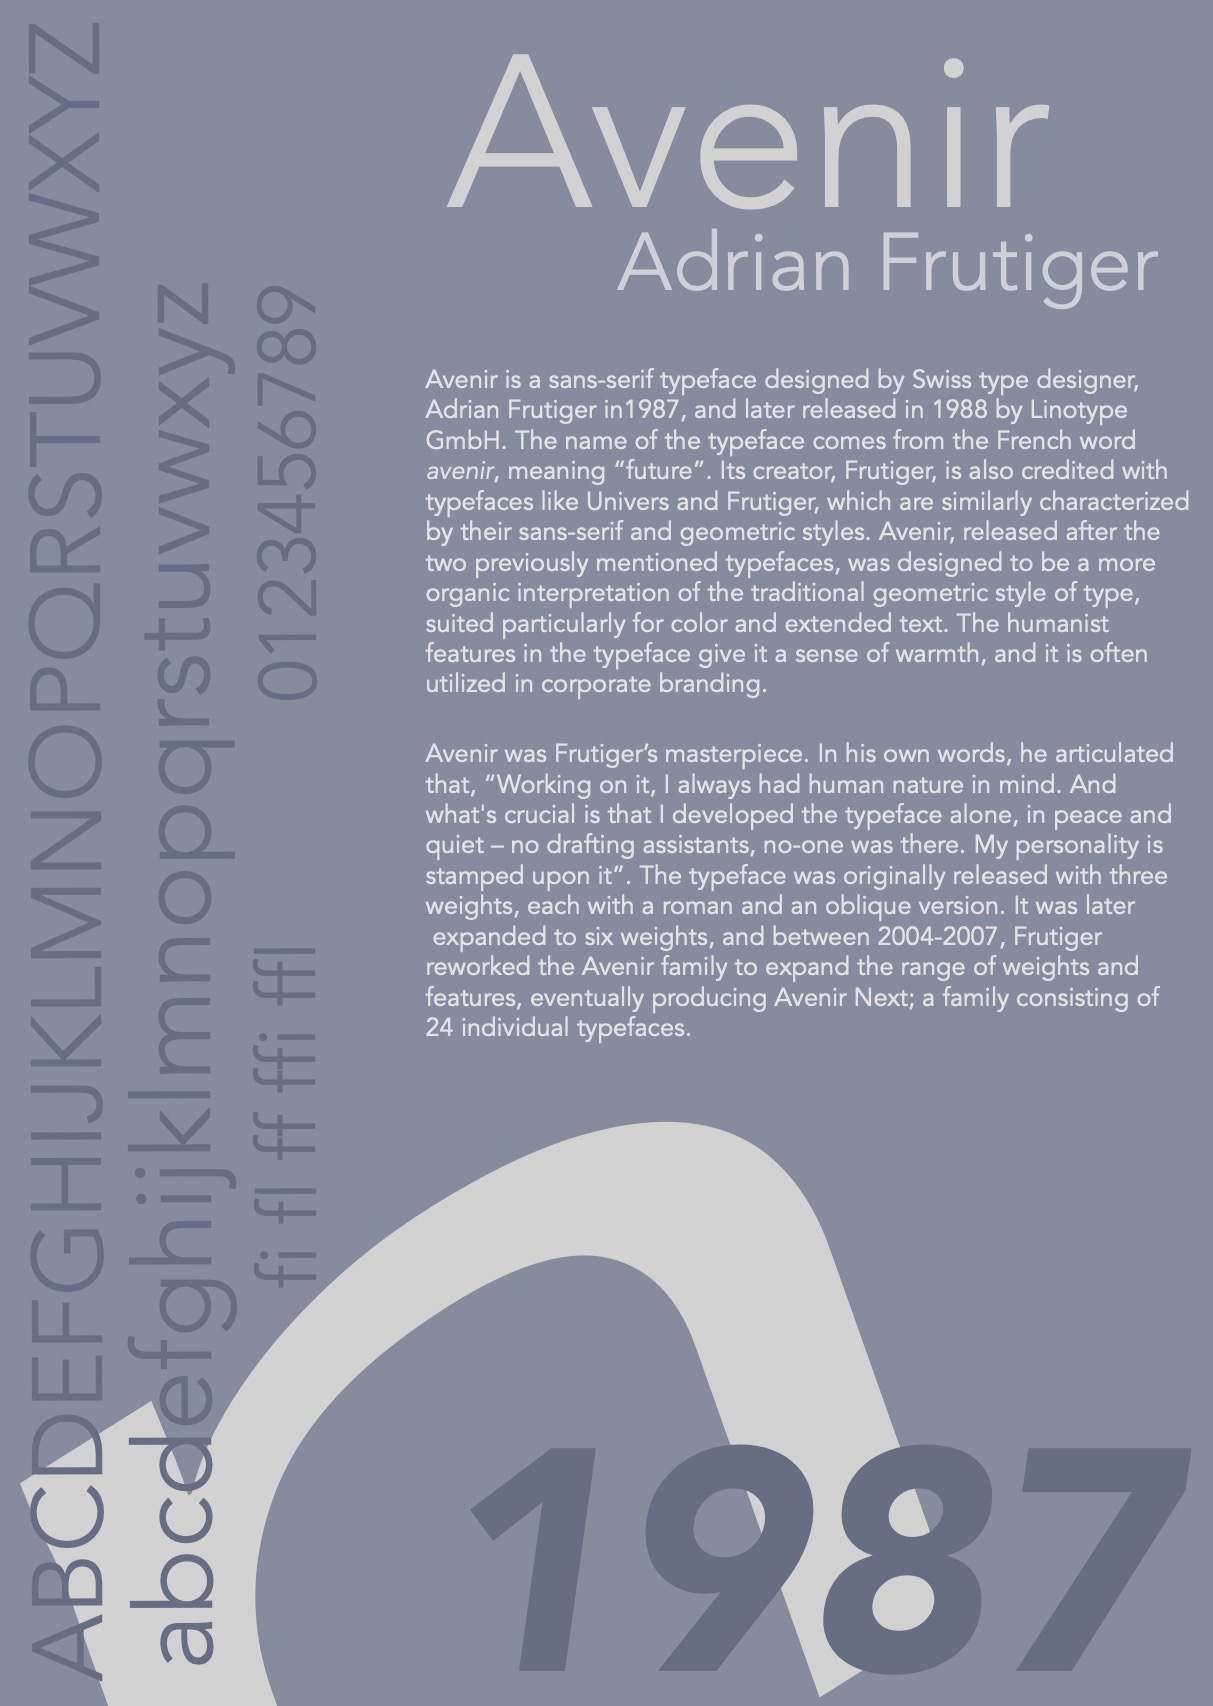 Avenir
Adrian Frutiger
ABCDEFGHIJKLMNOPQRSTUVWXYZ
abcdefghijklmnopqrstuvwxyz
0123456789
fi fl ff ffi ffl
Avenir is a sans-serif typeface designed by Swiss type designer,
Adrian Frutiger in1987, and later released in 1988 by Linotype
GmbH. The name of the typeface comes from the French word
avenir, meaning “future”. Its creator, Frutiger, is also credited with
typefaces like Univers and Frutiger, which are similarly characterized
by their sans-serif and geometric styles. Avenir, released after the
two previously mentioned typefaces, was designed to be a more
organic interpretation of the traditional geometric style of type,
suited particularly for color and extended text. The humanist
features in the typeface give it a sense of warmth, and it is often
utilized in corporate branding.
Avenir was Frutiger’s masterpiece. In his own words, he articulated
that, “Working on it, I always had human nature in mind. And
what's crucial is that I developed the typeface alone, in peace and
quiet – no drafting assistants, no-one was there. My personality is
stamped upon it”. The typeface was originally released with three
weights, each with a roman and an oblique version. It was later
expanded to six weights, and between 2004-2007, Frutiger
reworked the Avenir family to expand the range of weights and
features, eventually producing Avenir Next; a family consisting of
24 individual typefaces.
1987